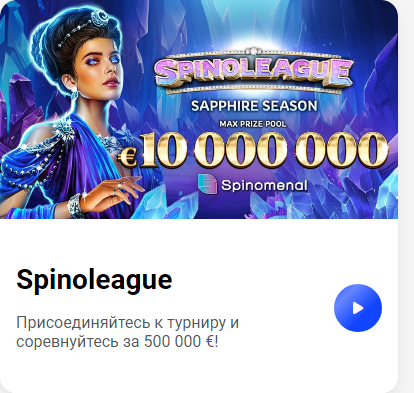 SPINOLEAGUE
SAPPHIRE SEASON
MAX PRIZE POOL
€10 000 000
Spinomenal
Spinoleague
Присоединяйтесь к турниру и
соревнуйтесь за 500 000 €!